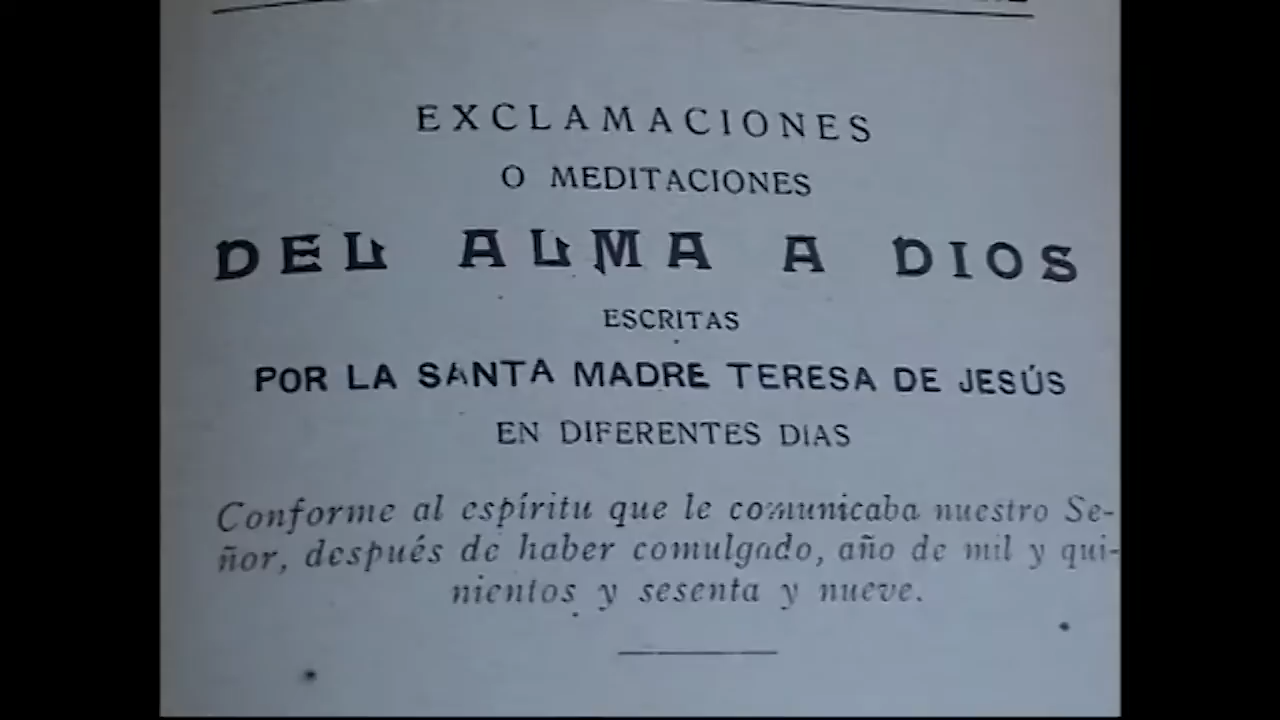 EXCLAMACIONES
O MEDITACIONES
DEL ALMA A DIOS
ESCRITAS
POR LA SANTA MADRE TERESA DE JESÚS
EN DIFERENTES DIAS
Conforme al espíritu que le comunicaba nuestro Se-
ñor, después de haber comulgado, año de mil y qui-
nientos y sesenta y nueve.